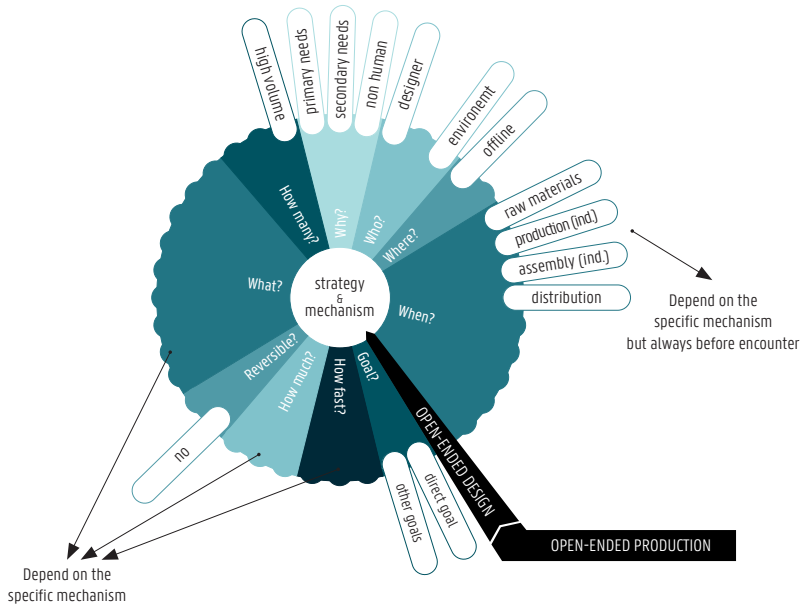 high volume
primary needs
secondary needs
non human
designer
environemt
offline
raw materials
production (ind.)
assembly (ind.)
distribution
How many?
Why?
Who?
Where?
When?
What?
strategy
&
mechanism
Reversible?
How much?
How fast?
Goal?
no
other goals
direct goal
OPEN-ENDED DESIGN
OPEN-ENDED PRODUCTION
Depend on the
specific mechanism
but always before encounter
Depend on the
specific mechanism